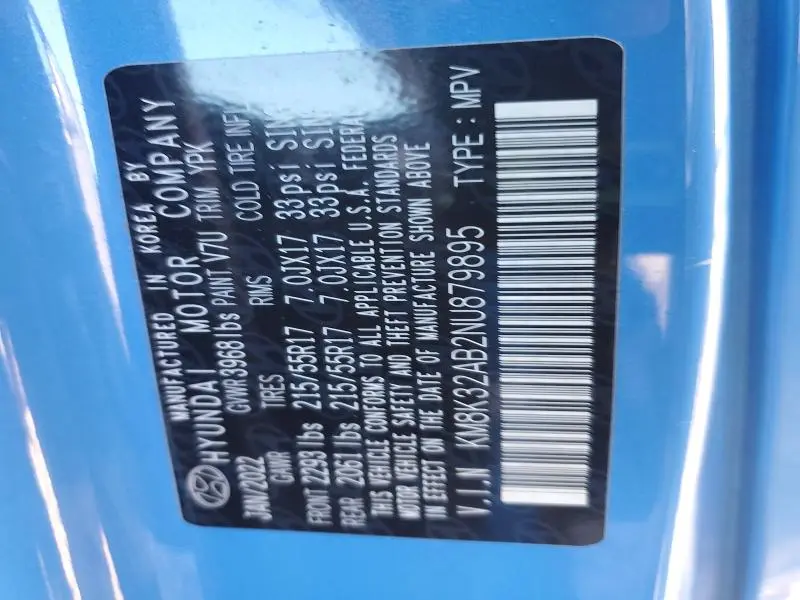 MANUFACTURED IN KOREA BY
HYUNDAI MOTOR COMPANY
JAN/2022 GVWR 3968 lbs PAINT V7U TRIM YPK
GAWR TIRES RIMS COLD TIRE INF
FRONT 2293 lbs 215/55R17 7.0JX17 33psi SIN
REAR 2061 lbs 215/55R17 7.0JX17 33psi SIN
THIS VEHICLE CONFORMS TO ALL APPLICABLE U.S.A. FEDERA
MOTOR VEHICLE SAFETY AND THEFT PREVENTION STANDARDS
IN EFFECT ON THE DATE OF MANUFACTURE SHOWN ABOVE
V.I.N KM8K32AB2NU879895 TYPE : MPV